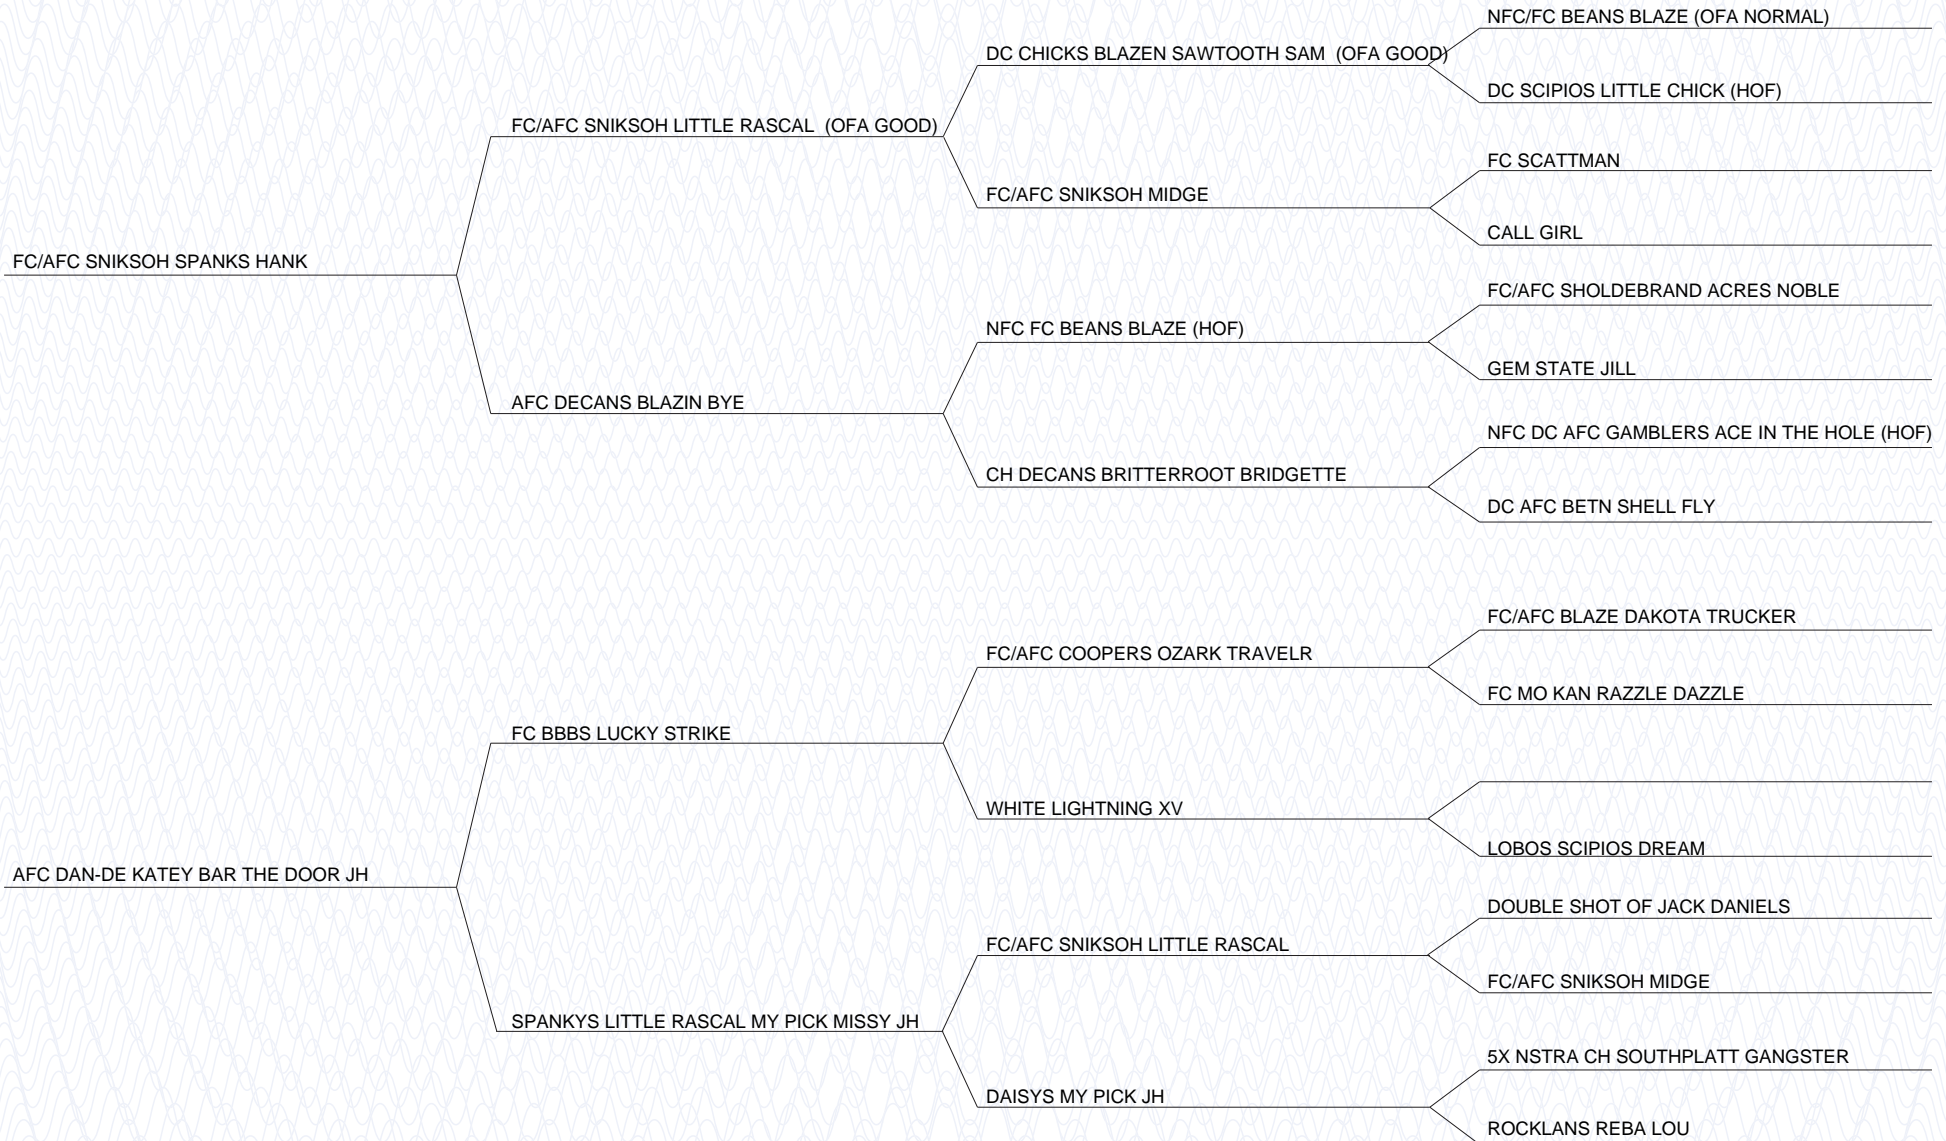 NFC/FC BEANS BLAZE (OFA NORMAL)
DC CHICKS BLAZEN SAWTOOTH SAM (OFA GOOD)
DC SCIPIOS LITTLE CHICK (HOF)
FC/AFC SNIKSOH LITTLE RASCAL (OFA GOOD)
FC SCATTMAN
FC/AFC SNIKSOH MIDGE
CALL GIRL
FC/AFC SNIKSOH SPANKS HANK
FC/AFC SHOLDEBRAND ACRES NOBLE
NFC FC BEANS BLAZE (HOF)
GEM STATE JILL
AFC DECANS BLAZIN BYE
NFC DC AFC GAMBLERS ACE IN THE HOLE (HOF)
CH DECANS BRITTERROOT BRIDGETTE
DC AFC BETN SHELL FLY
FC/AFC BLAZE DAKOTA TRUCKER
FC/AFC COOPERS OZARK TRAVELR
FC MO KAN RAZZLE DAZZLE
FC BBBS LUCKY STRIKE
WHITE LIGHTNING XV
LOBOS SCIPIOS DREAM
AFC DAN-DE KATEY BAR THE DOOR JH
DOUBLE SHOT OF JACK DANIELS
FC/AFC SNIKSOH LITTLE RASCAL
FC/AFC SNIKSOH MIDGE
SPANKYS LITTLE RASCAL MY PICK MISSY JH
5X NSTRA CH SOUTHPLATT GANGSTER
DAISYS MY PICK JH
ROCKLANS REBA LOU